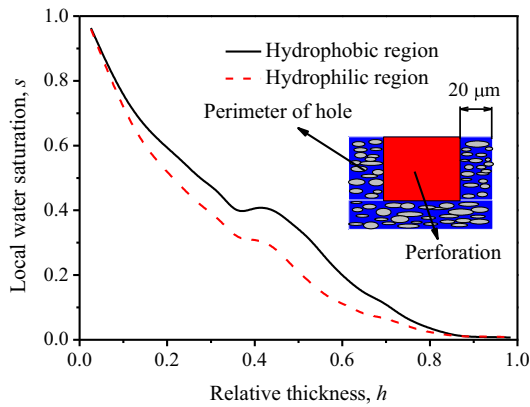 1.0
0.8
0.6
0.4
0.2
0.0
0.0
0.2
0.4
0.6
0.8
1.0
Local water saturation, s
Relative thickness, h
Hydrophobic region
Hydrophilic region
20 μm
Perimeter of hole
Perforation